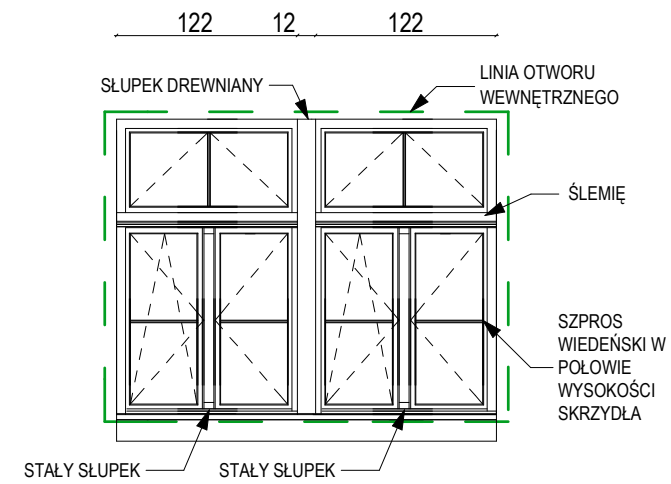 122 12 122
SŁUPEK DREWNIANY
LINIA OTWORU
WEWNĘTRZNEGO
ŚLEMIĘ
SZPROS
WIEDEŃSKI W
POŁOWIE
WYSOKOŚCI
SKRZYDŁA
STAŁY SŁUPEK STAŁY SŁUPEK